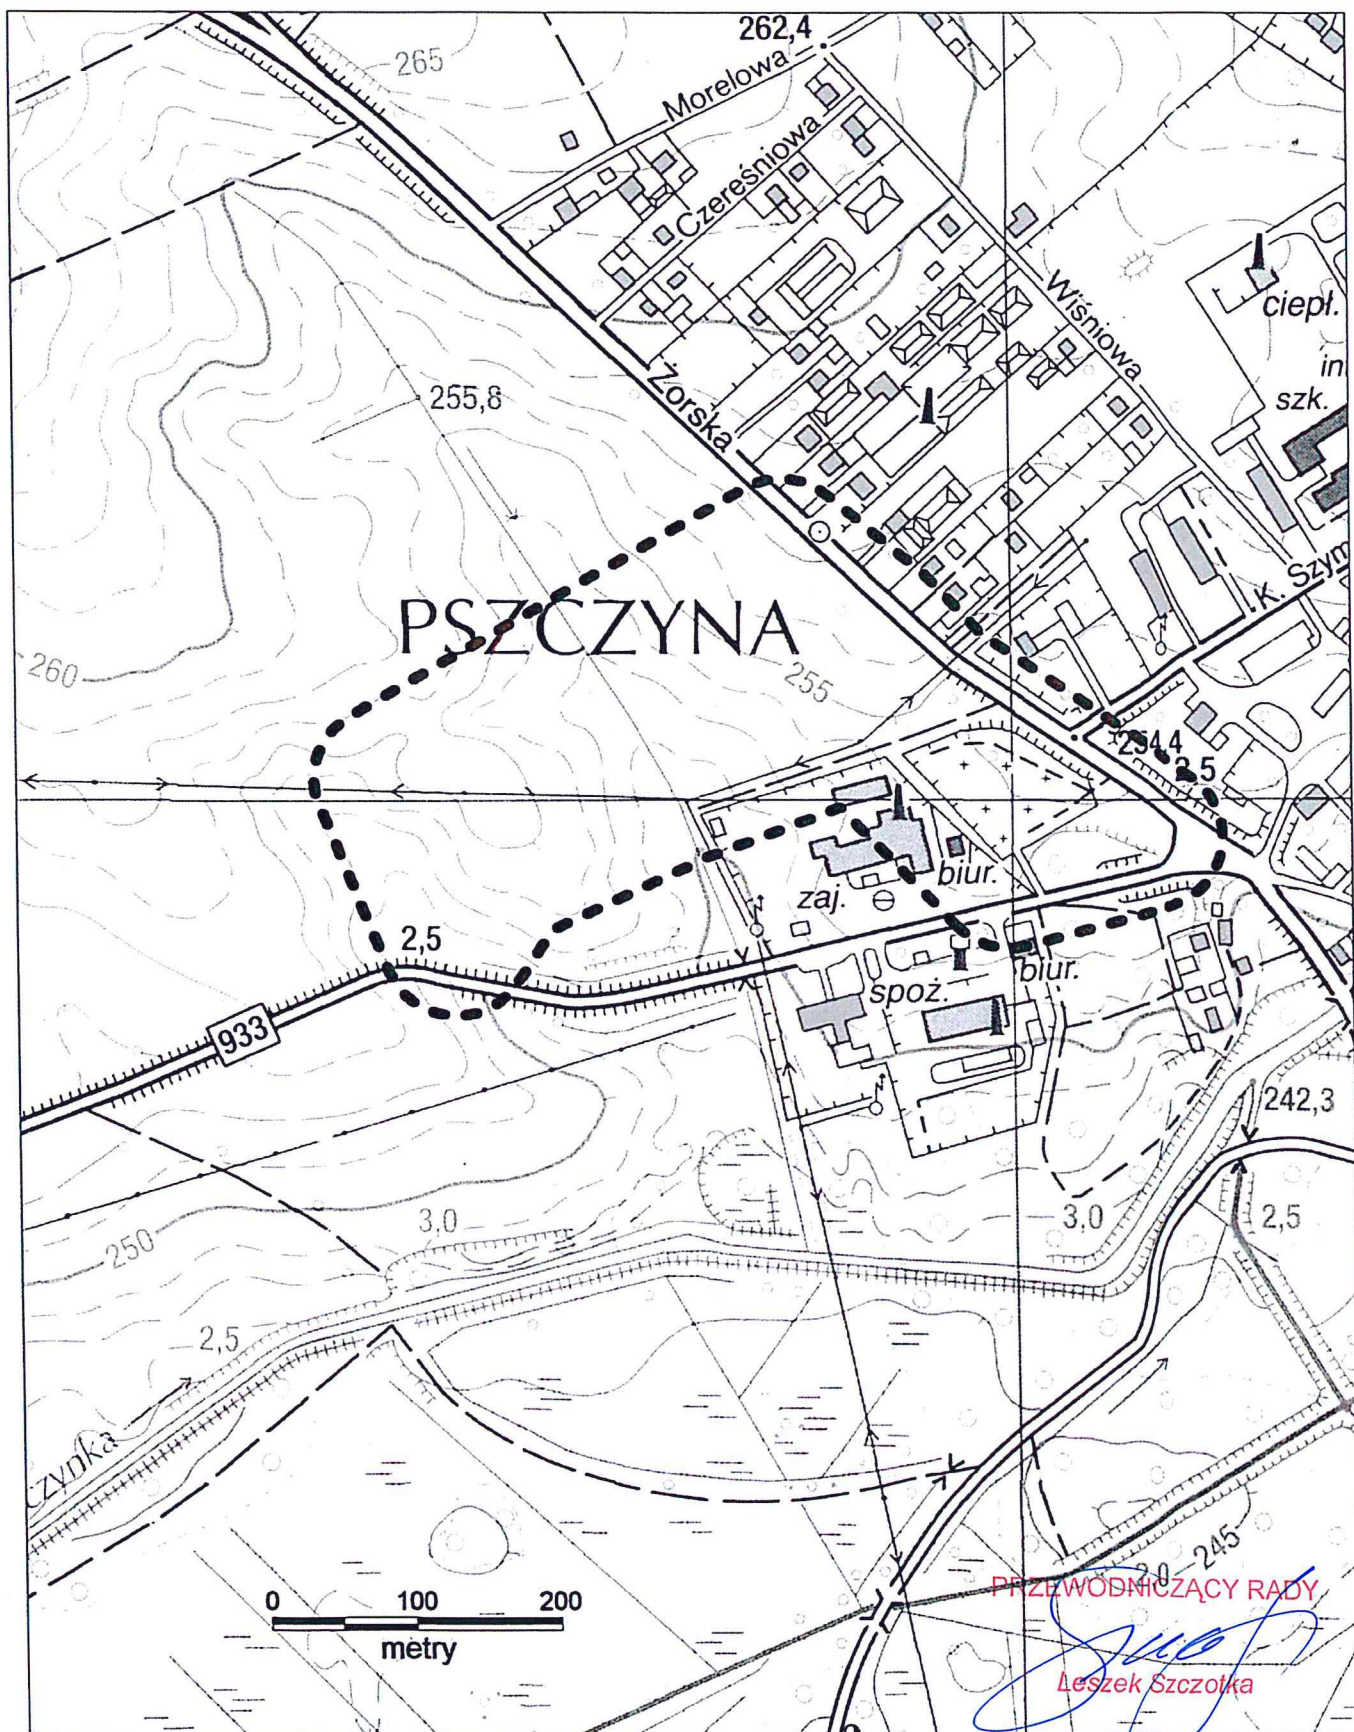 262,4
265
Morelowa
Czereśniowa
Wiśniowa
ciepł.
szk.
255,8
Żorska
K. Szym
PSZCZYNA
260
255
254,4
2,5
biur.
zaj.
2,5
biur.
spoż.
933
242,3
250
3,0
3,0
2,5
2,5
czynka
2,0
245
0 100 200
metry
PRZEWODNICZĄCY RADY
Leszek Szczotka